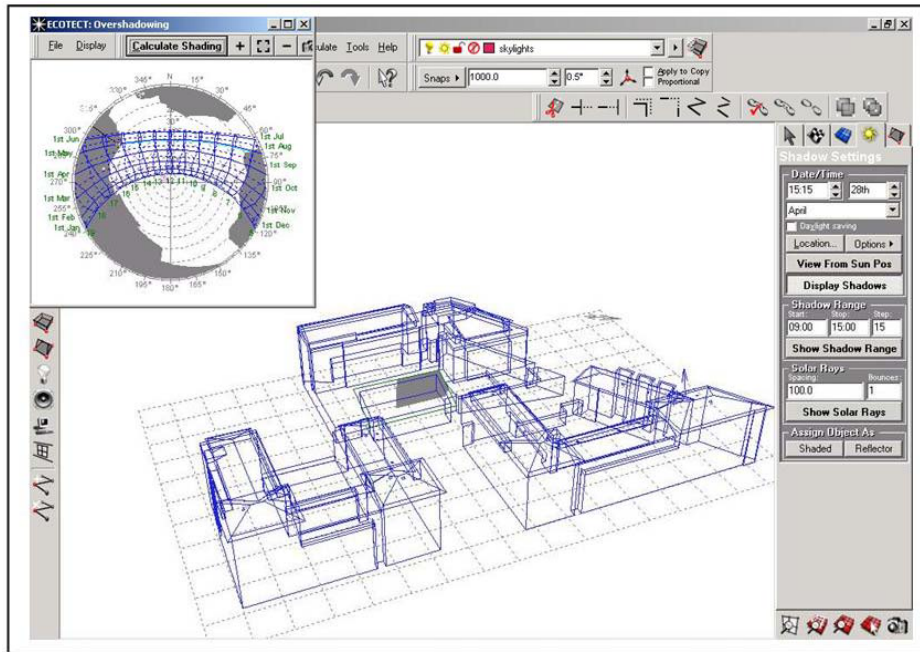 ECOTECT: Overshadowing
File Display Calculate Shading
ulate Tools Help
skylights
Snaps 1000.0 0.5° Apply to Copy
Proportional
N
345° 15°
330° 30°
45°
300°
1st Jun 1st Jul
1st May 1st Aug
75°
1st Apr 1st Sep
270° 90°
1st Mar 1st Oct
255°
1st Feb 1st Nov
1st Jan 1st Dec
240° 120°
225° 135°
210° 150°
195° 180° 165°
Shadow Settings
Date/Time
15:15 28th
April
Daylight saving
Location... Options
View From Sun Pos
Display Shadows
Shadow Range
Start: Stop: Step:
09:00 15:00 15
Show Shadow Range
Solar Rays
Spacing: Bounces:
100.0 1
Show Solar Rays
Assign Object As
Shaded Reflector